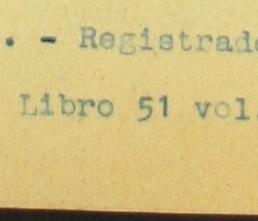 . - Registrad
Libro 51 vol.